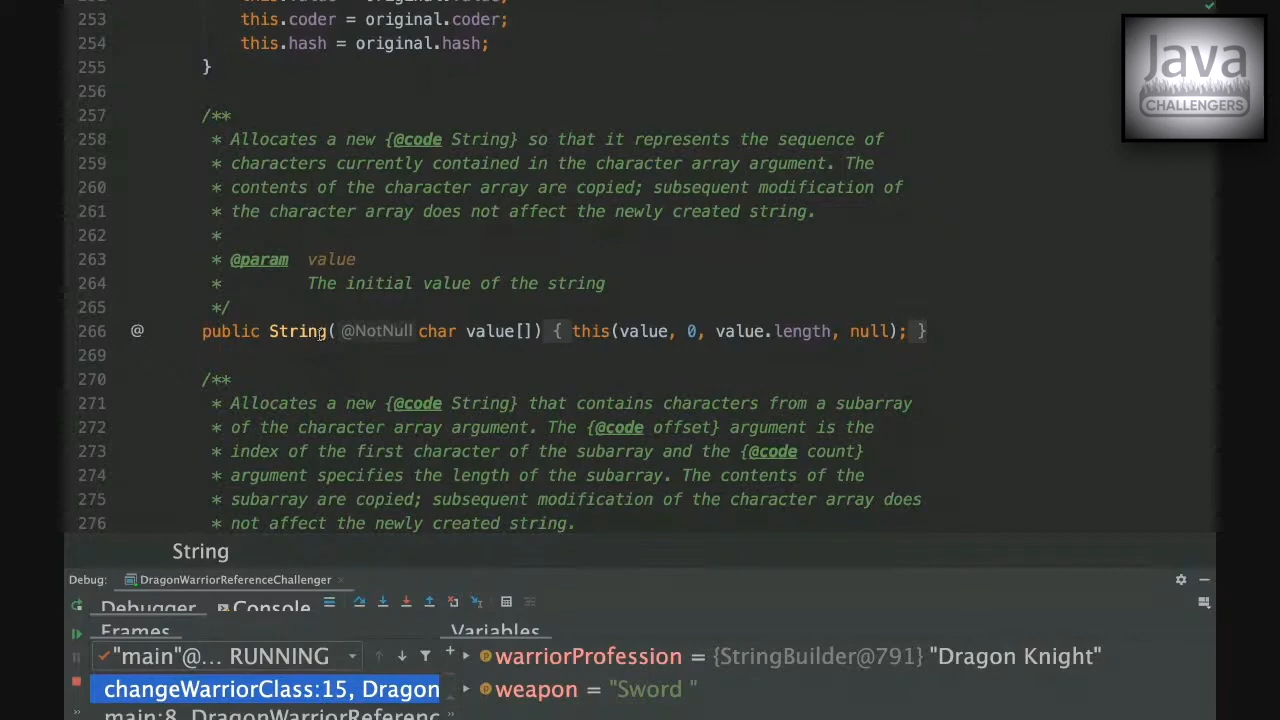 253 this.coder = original.coder;
254 this.hash = original.hash;
255 }
256
257 /**
258 * Allocates a new {@code String} so that it represents the sequence of
259 * characters currently contained in the character array argument. The
260 * contents of the character array are copied; subsequent modification of
261 * the character array does not affect the newly created string.
262 *
263 * @param value
264 * The initial value of the string
265 */
266 @ public String( @NotNull char value[]) { this(value, 0, value.length, null); }
269
270 /**
271 * Allocates a new {@code String} that contains characters from a subarray
272 * of the character array argument. The {@code offset} argument is the
273 * index of the first character of the subarray and the {@code count}
274 * argument specifies the length of the subarray. The contents of the
275 * subarray are copied; subsequent modification of the character array does
276 * not affect the newly created string.
Java
CHALLENGERS
String
Debug: DragonWarriorReferenceChallenger
Debugger Console
Frames Variables
"main"@... RUNNING
warriorProfession = {StringBuilder@791} "Dragon Knight"
changeWarriorClass:15, Dragon
weapon = "Sword "
main:8, DragonWarriorReferenc